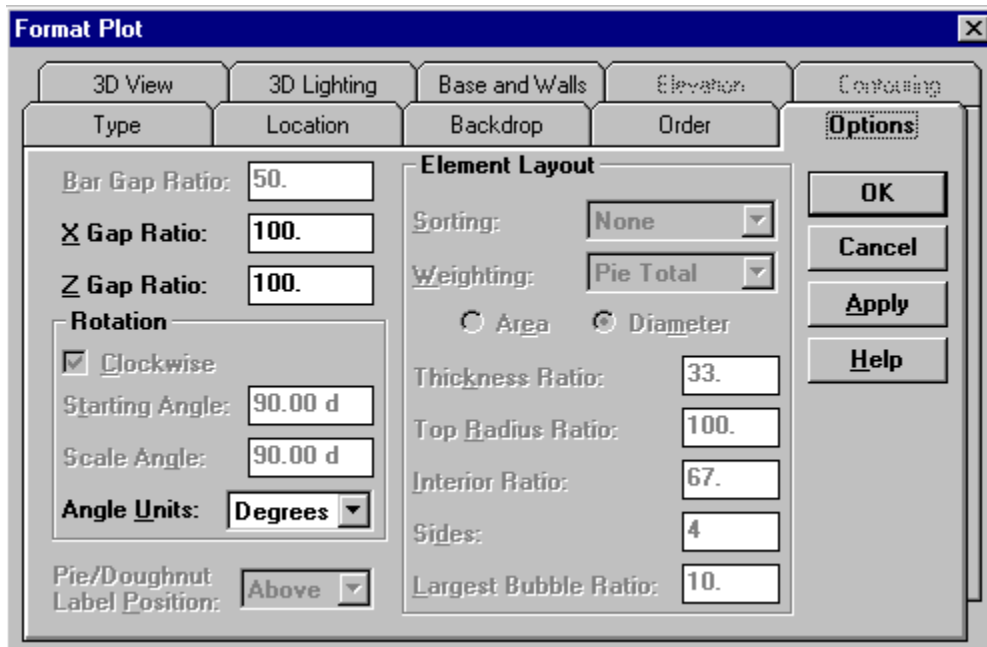 Format Plot
3D View 3D Lighting Base and Walls Elevation Contouring
Type Location Backdrop Order Options
Bar Gap Ratio: 50.
X Gap Ratio: 100.
Z Gap Ratio: 100.
Rotation
Clockwise
Starting Angle: 90.00 d
Scale Angle: 90.00 d
Angle Units: Degrees
Pie/Doughnut
Label Position: Above
Element Layout
Sorting: None
Weighting: Pie Total
Area Diameter
Thickness Ratio: 33.
Top Radius Ratio: 100.
Interior Ratio: 67.
Sides: 4
Largest Bubble Ratio: 10.
OK
Cancel
Apply
Help